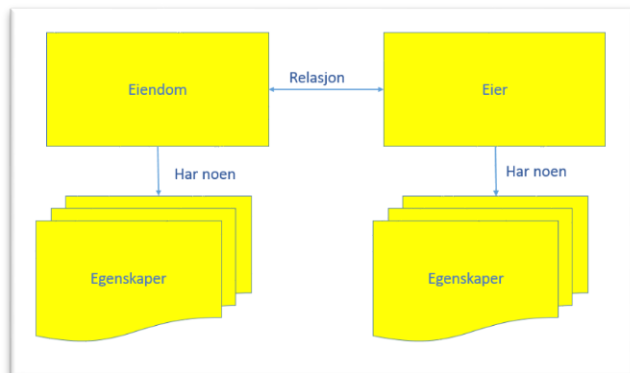 Eiendom
Relasjon
Eier
Har noen
Har noen
Egenskaper
Egenskaper